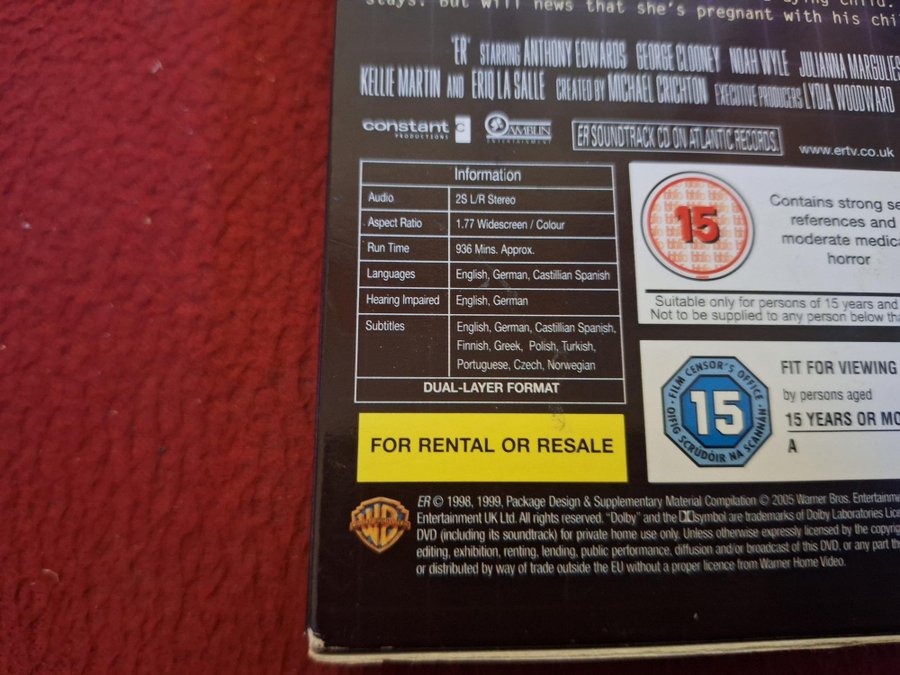 stays. But will news that she's pregnant with his
'ER' STARRING ANTHONY EDWARDS GEORGE CLOONEY NOAH WYLE JULIANNA MARGULIES
KELLIE MARTIN AND ERIQ LA SALLE CREATED BY MICHAEL CRICHTON EXECUTIVE PRODUCERS LYDIA WOODWARD
constant c
PRODUCTIONS
AMBLIN
ENTERTAINMENT
ER SOUNDTRACK CD ON ATLANTIC RECORDS.
www.ertv.co.uk
Information
Audio 2S L/R Stereo
Aspect Ratio 1.77 Widescreen / Colour
Run Time 936 Mins. Approx.
Languages English, German, Castillian Spanish
Hearing Impaired English, German
Subtitles English, German, Castillian Spanish,
Finnish, Greek, Polish, Turkish,
Portuguese, Czech, Norwegian
DUAL-LAYER FORMAT
FOR RENTAL OR RESALE
15
Contains strong se
references and
moderate medica
horror
Suitable only for persons of 15 years and
Not to be supplied to any person below tha
FILM CENSOR'S OFFICE
15
OIFIG SCRÚDÓIR NA SCANNÁN
FIT FOR VIEWING
by persons aged
15 YEARS OR MO
A
WB
ER © 1998, 1999, Package Design & Supplementary Material Compilation © 2005 Warner Bros. Entertainm
Entertainment UK Ltd. All rights reserved. "Dolby" and the symbol are trademarks of Dolby Laboratories Lice
DVD (including its soundtrack) for private home use only. Unless otherwise expressly licensed by the copyrig
editing, exhibition, renting, lending, public performance, diffusion and/or broadcast of this DVD, or any part th
or distributed by way of trade outside the EU without a proper licence from Warner Home Video.